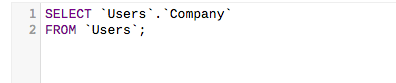 1 SELECT `Users`.`Company`
2 FROM `Users`;